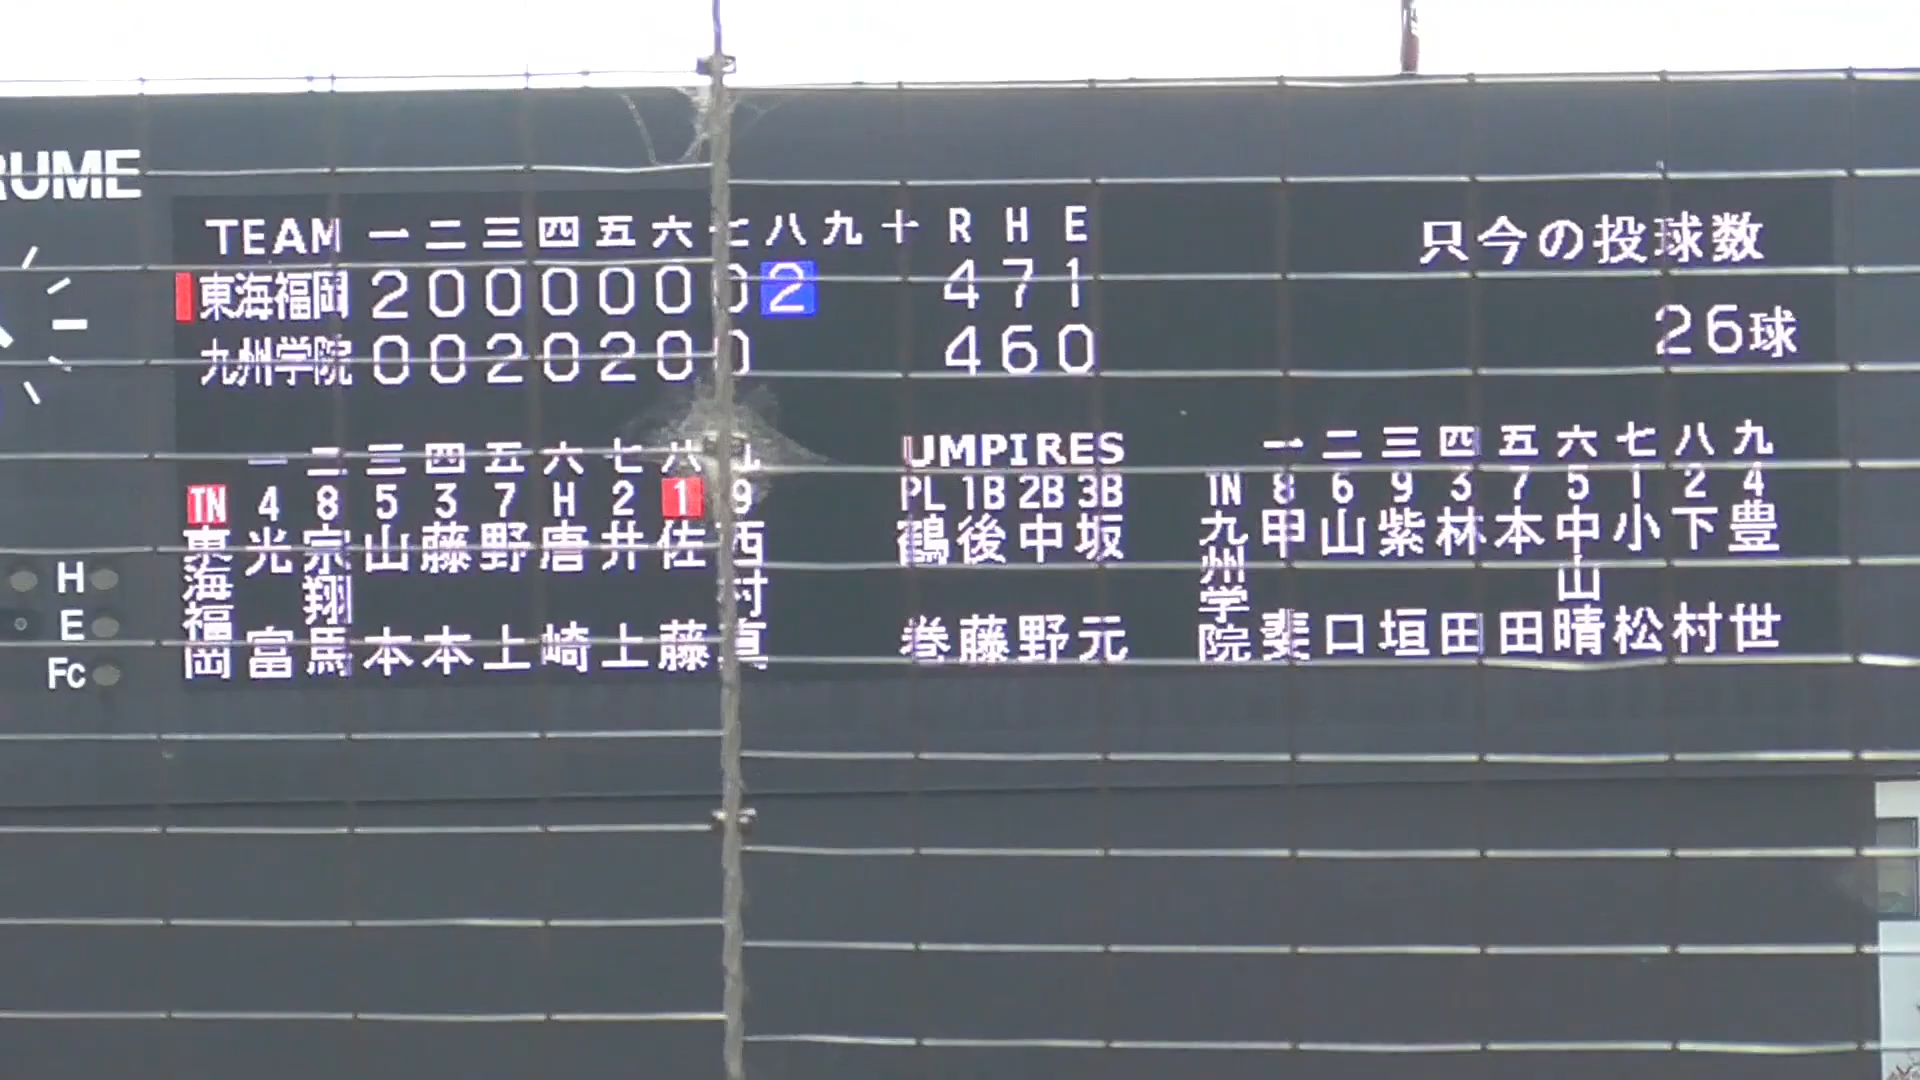 RUME
TEAM 一 二 三 四 五 六 七 八 九 十 R H E
東海福岡 2 0 0 0 0 0 0 2 4 7 1
九州学院 0 0 2 0 2 0 0 4 6 0
只今の投球数
26球
一 二 三 四 五 六 七 八 九
IN 4 8 5 3 7 H 2 1 9
東海福岡
光富
宗翔馬
山本
藤本
野上
唐崎
井上
佐藤
西村真
UMPIRES
PL 1B 2B 3B
鶴巻
後藤
中野
坂元
一 二 三 四 五 六 七 八 九
IN 8 6 9 3 7 5 1 2 4
九州学院
甲斐
山口
紫垣
林田
本田
中山晴
小松
下村
豊世
H
E
Fc